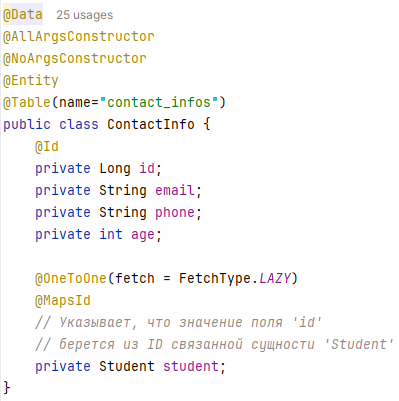 @Data 25 usages
@AllArgsConstructor
@NoArgsConstructor
@Entity
@Table(name="contact_infos")
public class ContactInfo {
@Id
private Long id;
private String email;
private String phone;
private int age;
@OneToOne(fetch = FetchType.LAZY)
@MapsId
// Указывает, что значение поля 'id'
// берется из ID связанной сущности 'Student'
private Student student;
}